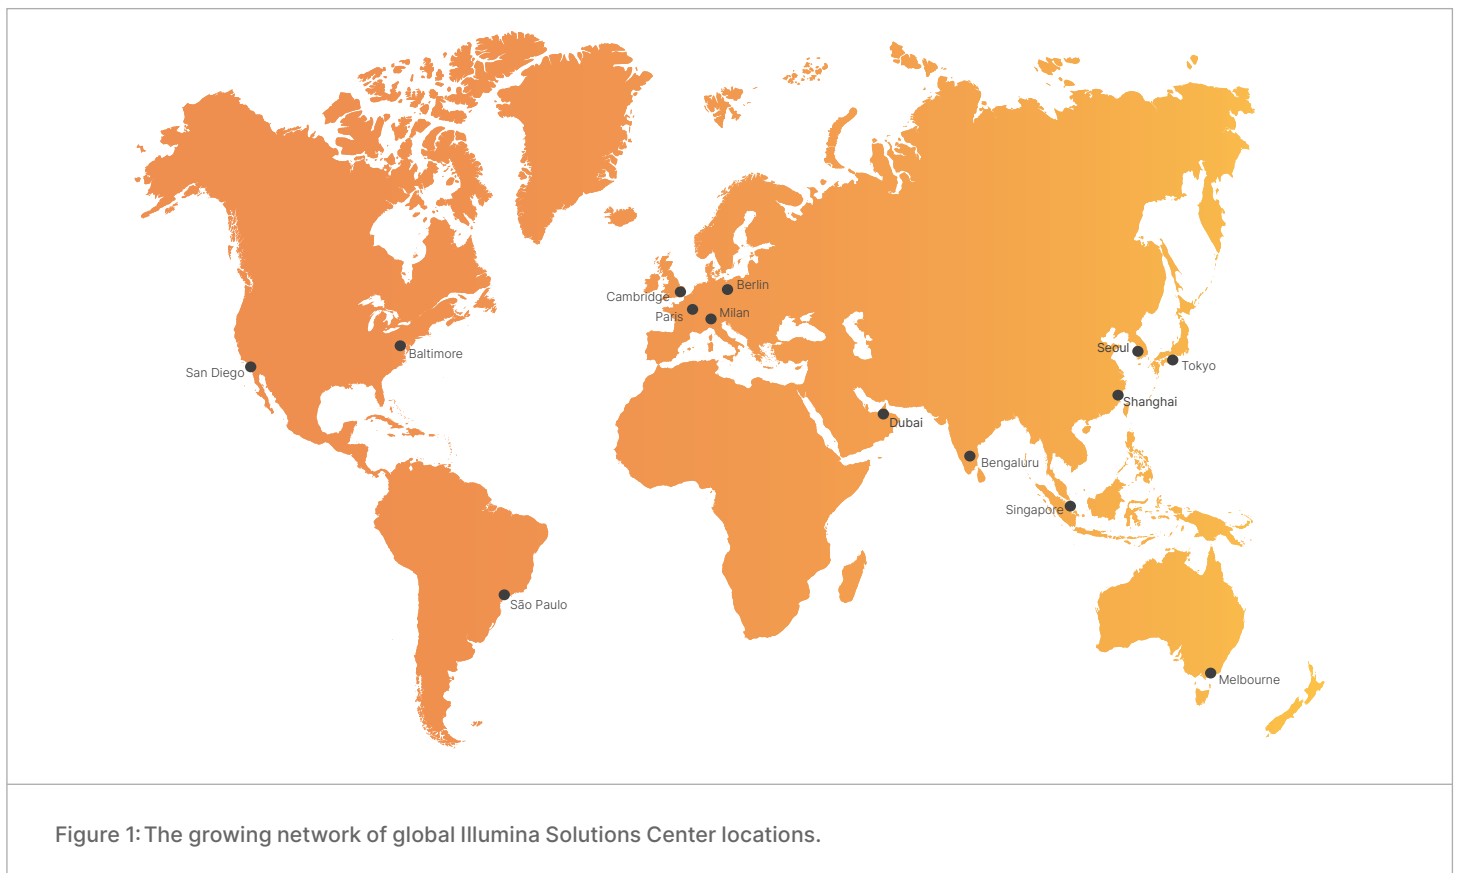 Berlin
Cambridge
Milan
Paris
Seoul
Baltimore
Tokyo
San Diego
Shanghai
Dubai
Bengaluru
Singapore
São Paulo
Melbourne
Figure 1: The growing network of global Illumina Solutions Center locations.